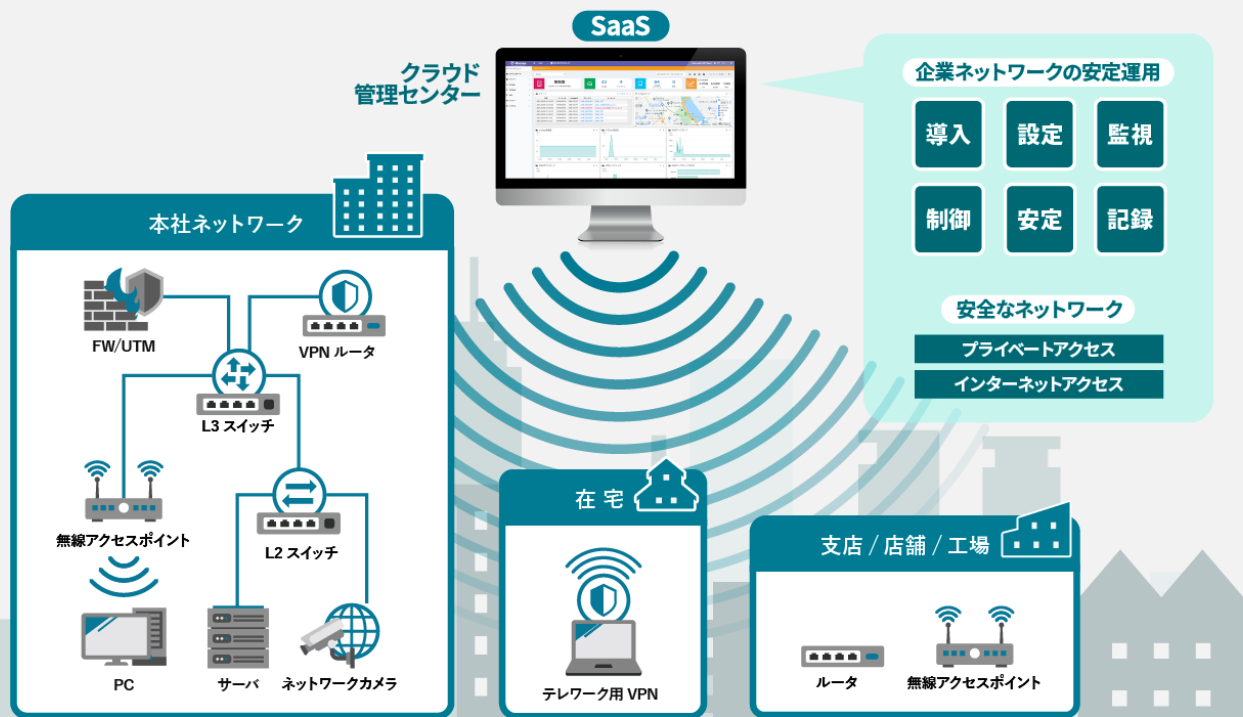 SaaS
クラウド
管理センター
企業ネットワークの安定運用
導入
設定
監視
制御
安定
記録
安全なネットワーク
プライベートアクセス
インターネットアクセス
本社ネットワーク
FW/UTM
VPN ルータ
L3 スイッチ
無線アクセスポイント
L2 スイッチ
PC
サーバ
ネットワークカメラ
在宅
テレワーク用 VPN
支店 / 店舗 / 工場
ルータ
無線アクセスポイント